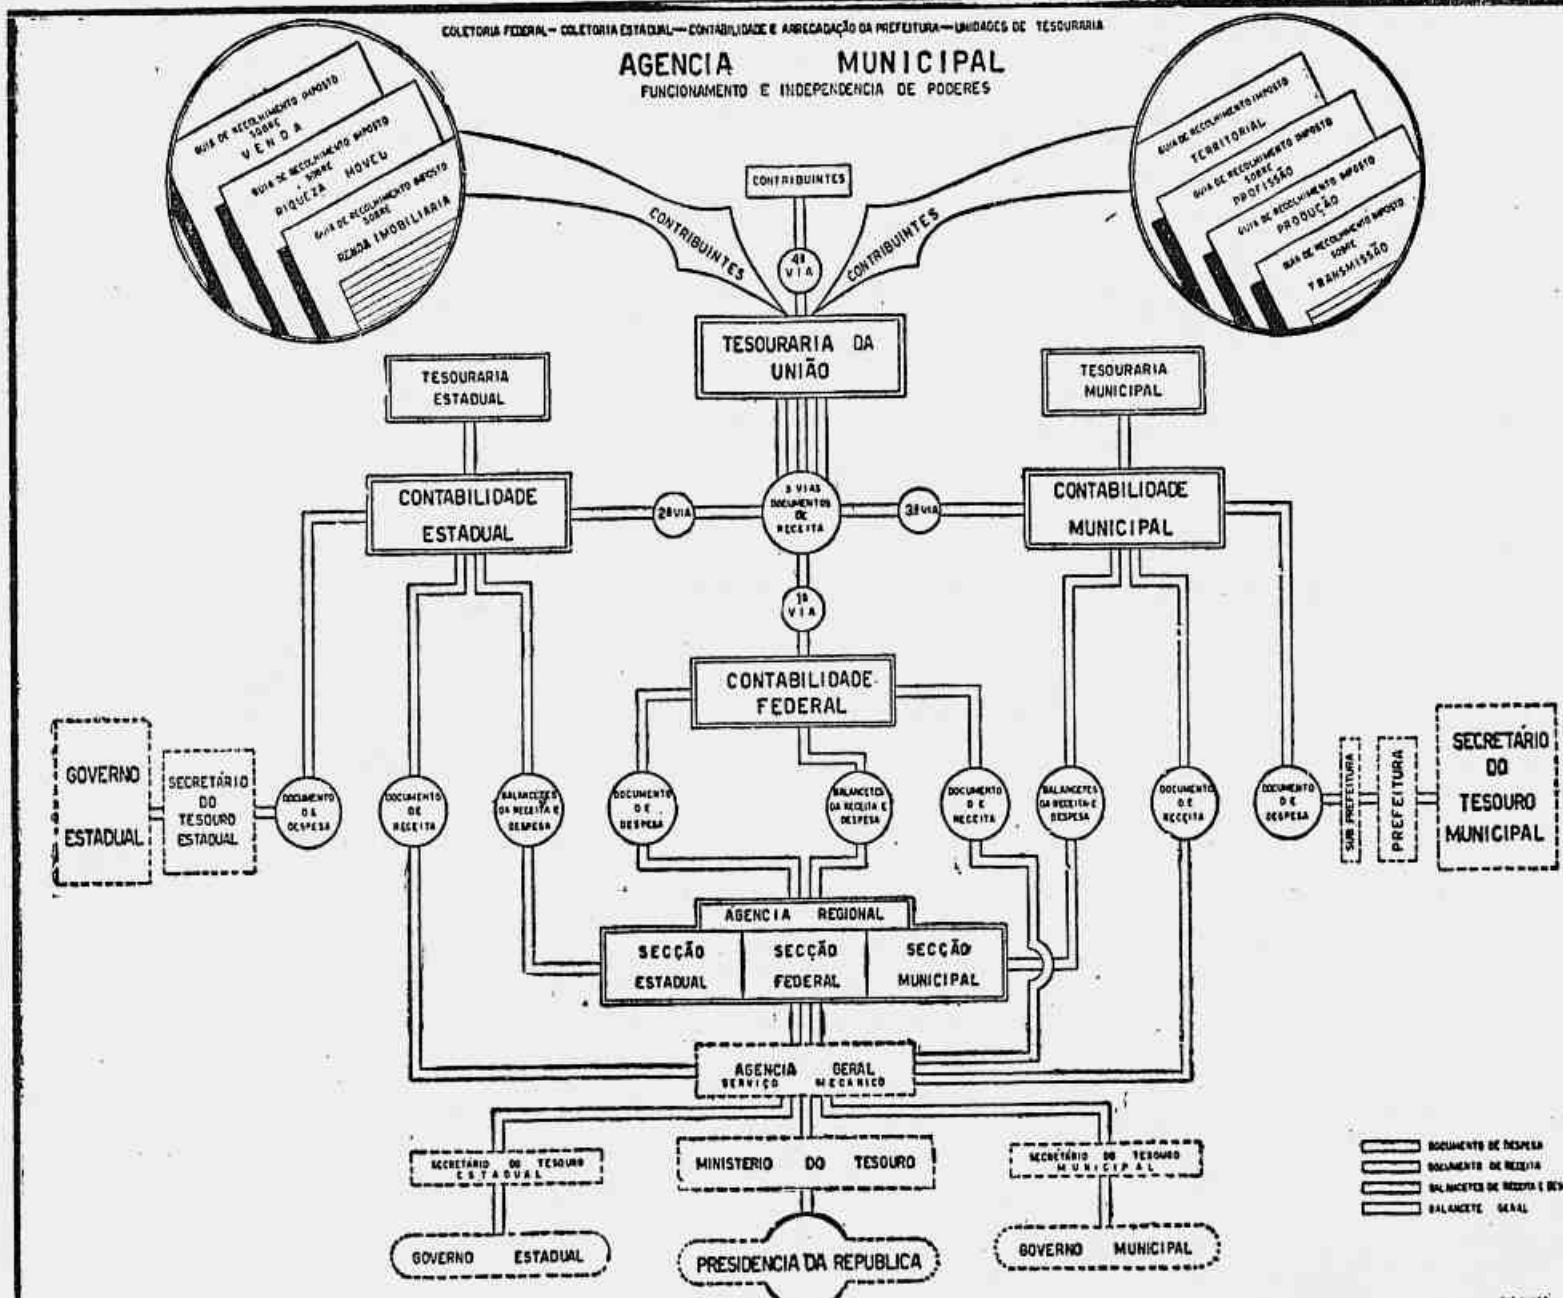 COLETORIA FEDERAL — COLETORIA ESTADUAL — CONTABILIDADE E ARRECADAÇÃO DA PREFEITURA — UNIDADES DE TESOURARIA
AGENCIA MUNICIPAL
FUNCIONAMENTO E INDEPENDENCIA DE PODERES
GUIA DE RECOLHIMENTO IMPOSTO
SOBRE
VENDA
GUIA DE RECOLHIMENTO IMPOSTO
SOBRE
RIQUEZA MOVEL
GUIA DE RECOLHIMENTO IMPOSTO
SOBRE
RENDA IMOBILIARIA
GUIA DE RECOLHIMENTO IMPOSTO
TERRITORIAL
GUIA DE RECOLHIMENTO IMPOSTO
SOBRE
PROFISSÃO
GUIA DE RECOLHIMENTO IMPOSTO
PRODUÇÃO
GUIA DE RECOLHIMENTO IMPOSTO
SOBRE
TRANSMISSÃO
CONTRIBUINTES
CONTRIBUINTES
CONTRIBUINTES
4ª
VIA
TESOURARIA DA
UNIÃO
TESOURARIA
ESTADUAL
TESOURARIA
MUNICIPAL
CONTABILIDADE
ESTADUAL
2ª VIA
3 VIAS
DOCUMENTOS
DE
RECEITA
3ª VIA
CONTABILIDADE
MUNICIPAL
1ª
VIA
CONTABILIDADE
FEDERAL
GOVERNO
ESTADUAL
SECRETÁRIO
DO
TESOURO
ESTADUAL
DOCUMENTO
DA
DESPESA
DOCUMENTO
DE
RECEITA
BALANCETES
DA RECEITA E
DESPESA
DOCUMENTO
DE
DESPESA
BALANCETES
DA RECEITA E
DESPESA
DOCUMENTO
DE
RECEITA
BALANCETES
DA RECEITA E
DESPESA
DOCUMENTO
DE
RECEITA
DOCUMENTO
DE
DESPESA
SUB PREFEITURA
PREFEITURA
SECRETÁRIO
DO
TESOURO
MUNICIPAL
AGENCIA REGIONAL
SECÇÃO
ESTADUAL
SECÇÃO
FEDERAL
SECÇÃO
MUNICIPAL
AGENCIA GERAL
SERVIÇO MECANICO
SECRETÁRIO DO TESOURO
ESTADUAL
MINISTERIO DO TESOURO
SECRETÁRIO DO TESOURO
MUNICIPAL
GOVERNO ESTADUAL
PRESIDENCIA DA REPUBLICA
GOVERNO MUNICIPAL
DOCUMENTO DE DESPESA
DOCUMENTO DE RECEITA
BALANCETES DE RECEITA E DES
BALANCETE GERAL